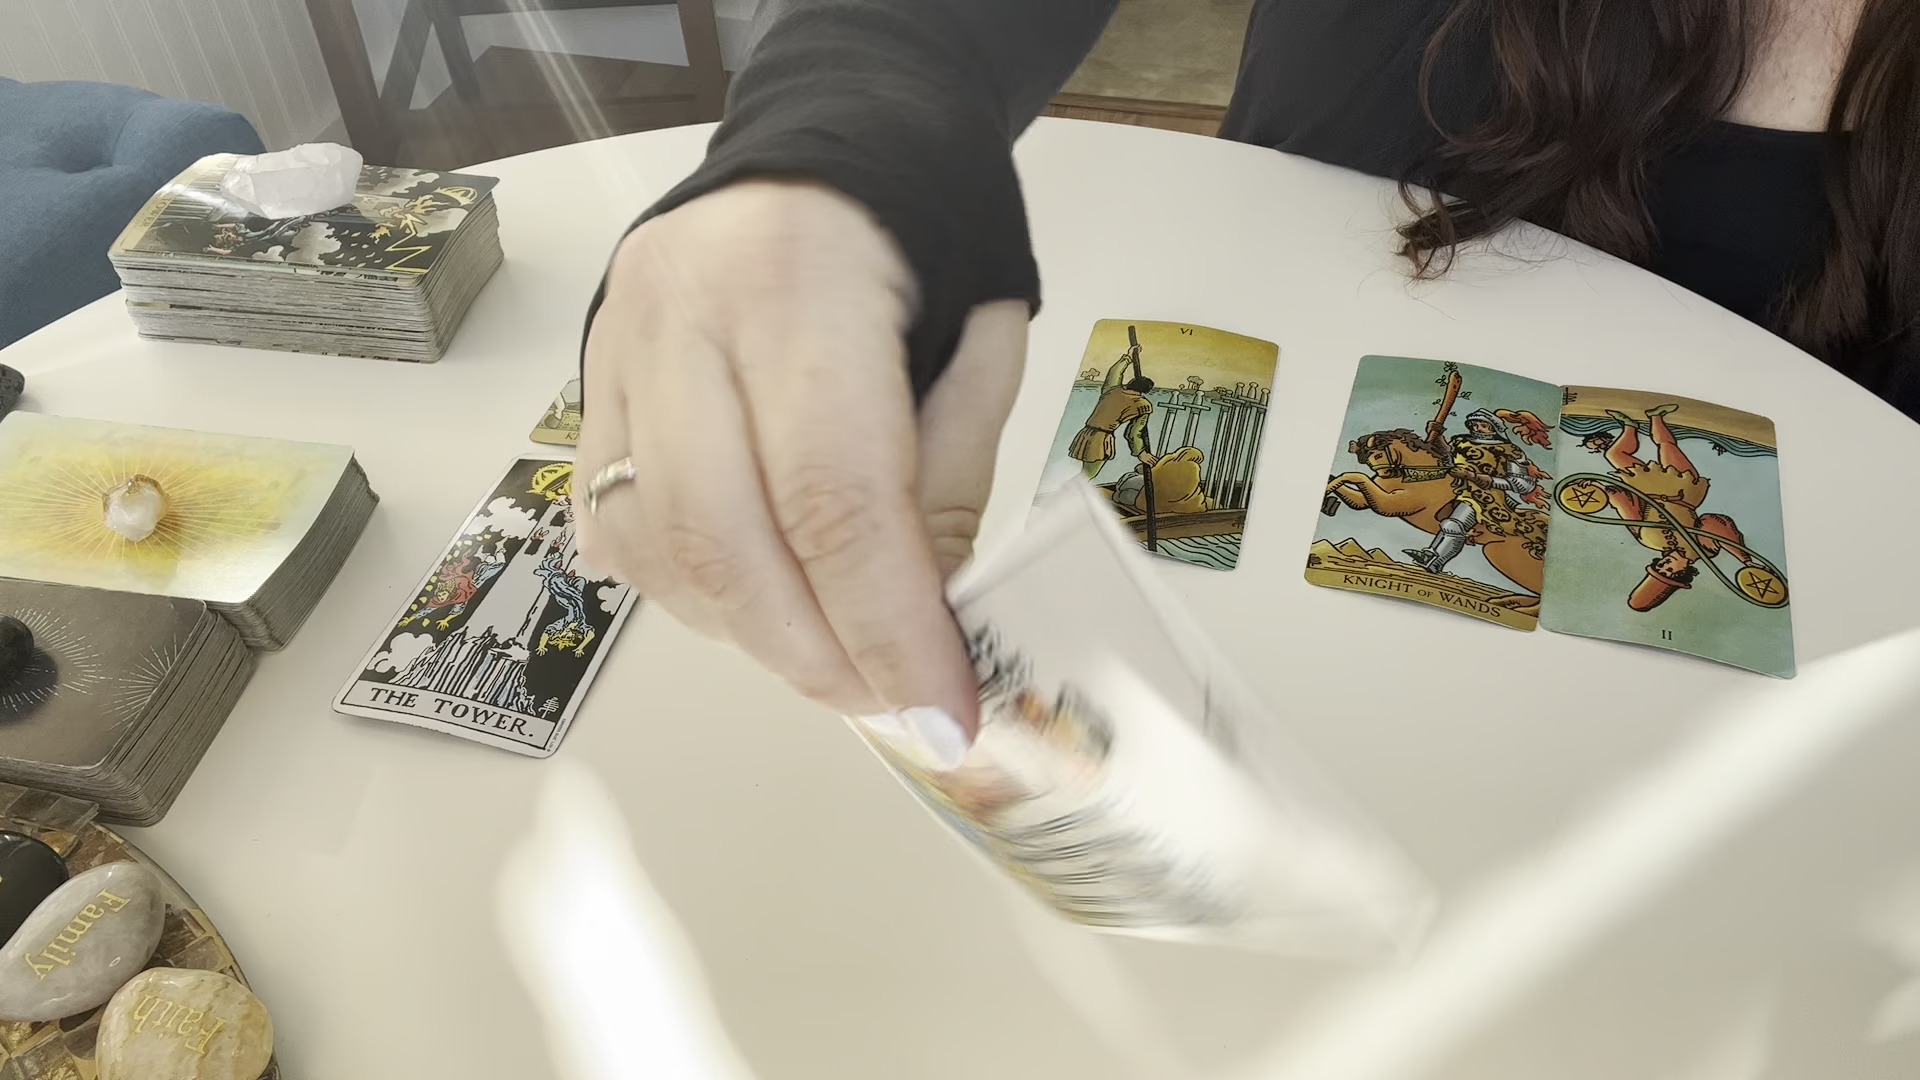 VI
KNIGHT OF WANDS
II
THE TOWER.
Family
Faith